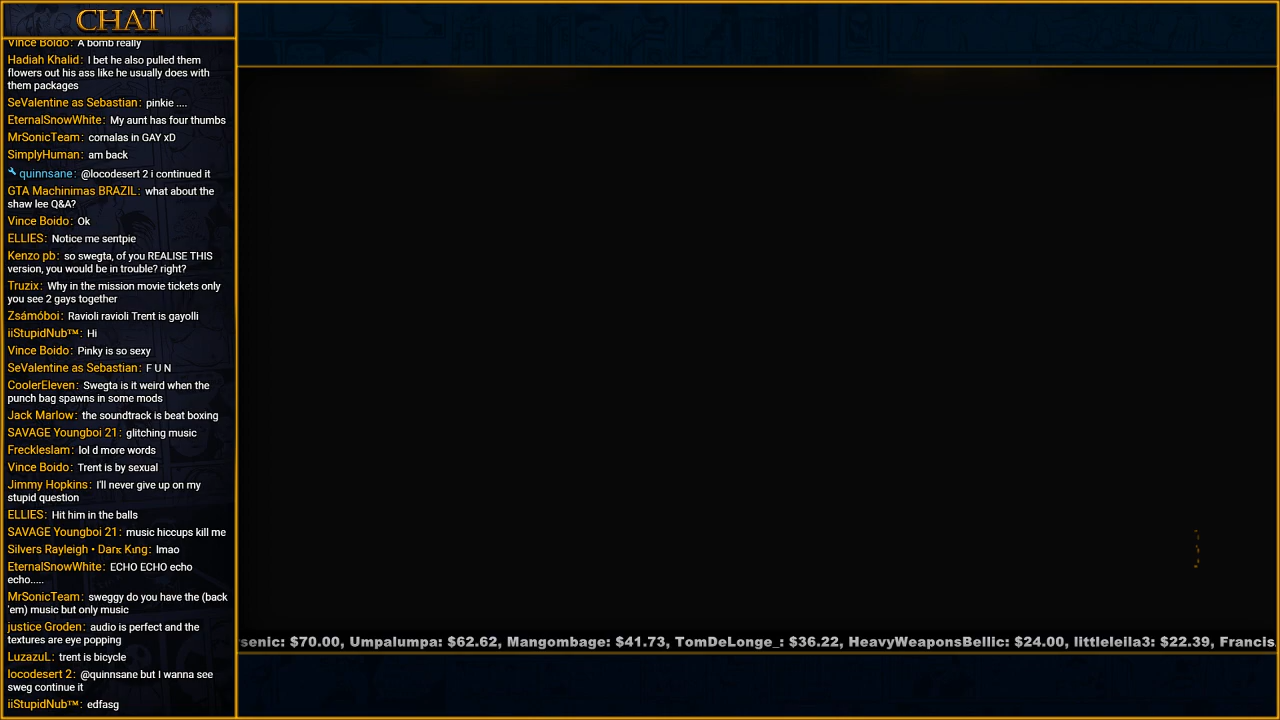 CHAT
Vince Boido: A bomb really
Hadiah Khalid: I bet he also pulled them
flowers out his ass like he usually does with
them packages
SeValentine as Sebastian: pinkie ....
EternalSnowWhite: My aunt has four thumbs
MrSonicTeam: cornalas in GAY xD
SimplyHuman: am back
quinnsane: @locodesert 2 i continued it
GTA Machinimas BRAZIL: what about the
shaw lee Q&A?
Vince Boido: Ok
ELLIES: Notice me sentpie
Kenzo pb: so swegta, of you REALISE THIS
version, you would be in trouble? right?
Truzix: Why in the mission movie tickets only
you see 2 gays together
Zsámóboi: Ravioli ravioli Trent is gayolli
iiStupidNub™: Hi
Vince Boido: Pinky is so sexy
SeValentine as Sebastian: F U N
CoolerEleven: Swegta is it weird when the
punch bag spawns in some mods
Jack Marlow: the soundtrack is beat boxing
SAVAGE Youngboi 21: glitching music
Freckleslam: lol d more words
Vince Boido: Trent is by sexual
Jimmy Hopkins: I'll never give up on my
stupid question
ELLIES: Hit him in the balls
SAVAGE Youngboi 21: music hiccups kill me
Silvers Rayleigh • Darĸ Kıng: lmao
EternalSnowWhite: ECHO ECHO echo
echo.....
MrSonicTeam: sweggy do you have the (back
'em) music but only music
justice Groden: audio is perfect and the
textures are eye popping
LuzazuL: trent is bicycle
locodesert 2: @quinnsane but I wanna see
sweg continue it
iiStupidNub™: edfasg
senic: $70.00, Umpalumpa: $62.62, Mangombage: $41.73, TomDeLonge_: $36.22, HeavyWeaponsBellic: $24.00, littleleila3: $22.39, Francis